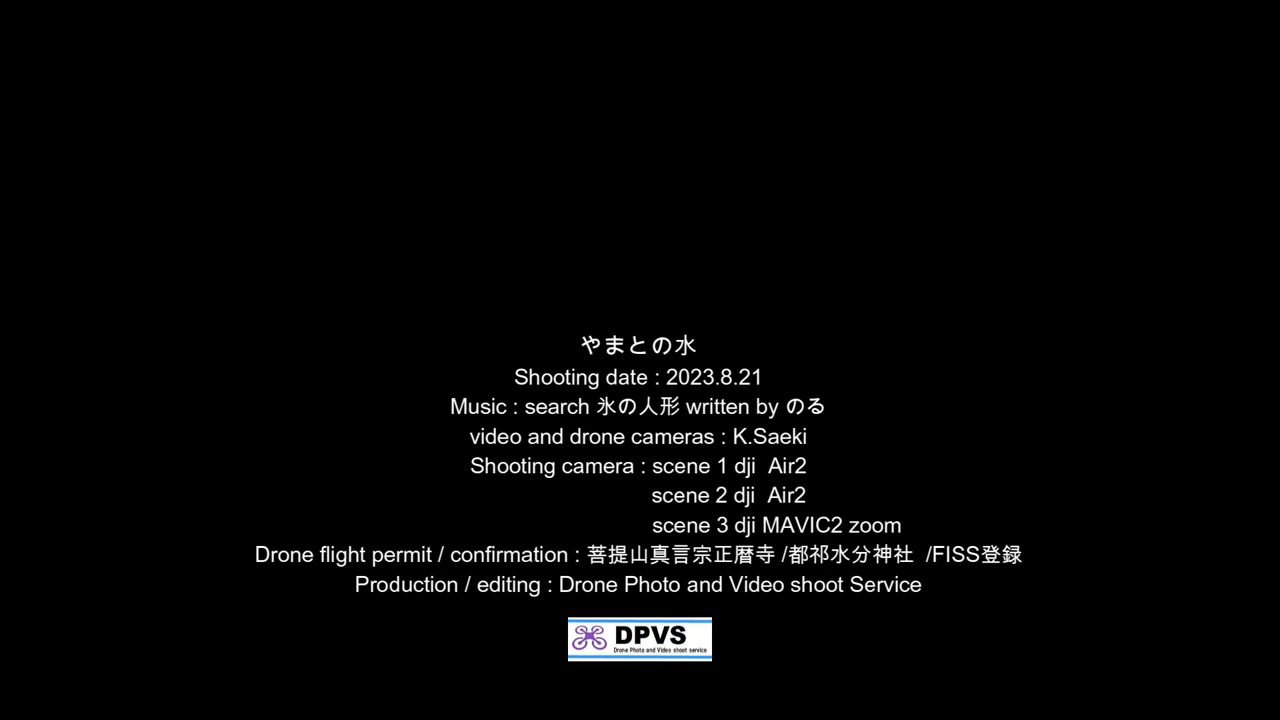 やまとの水
Shooting date : 2023.8.21
Music : search 氷の人形 written by のる
video and drone cameras : K.Saeki
Shooting camera : scene 1 dji  Air2
scene 2 dji  Air2
scene 3 dji MAVIC2 zoom
Drone flight permit / confirmation : 菩提山真言宗正暦寺 /都祁水分神社  /FISS登録
Production / editing : Drone Photo and Video shoot Service
DPVS
Drone Photo and Video shoot service